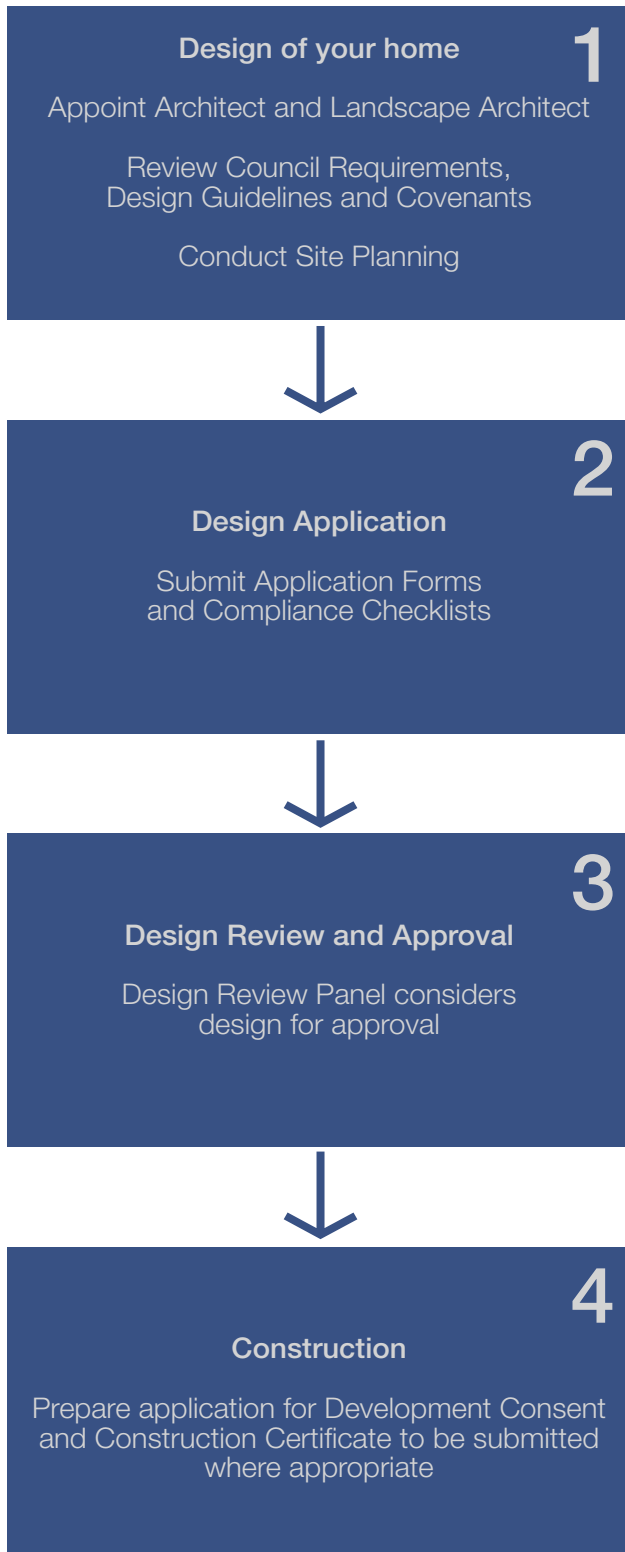 1
Design of your home
Appoint Architect and Landscape Architect
Review Council Requirements,
Design Guidelines and Covenants
Conduct Site Planning
2
Design Application
Submit Application Forms
and Compliance Checklists
3
Design Review and Approval
Design Review Panel considers
design for approval
4
Construction
Prepare application for Development Consent
and Construction Certificate to be submitted
where appropriate